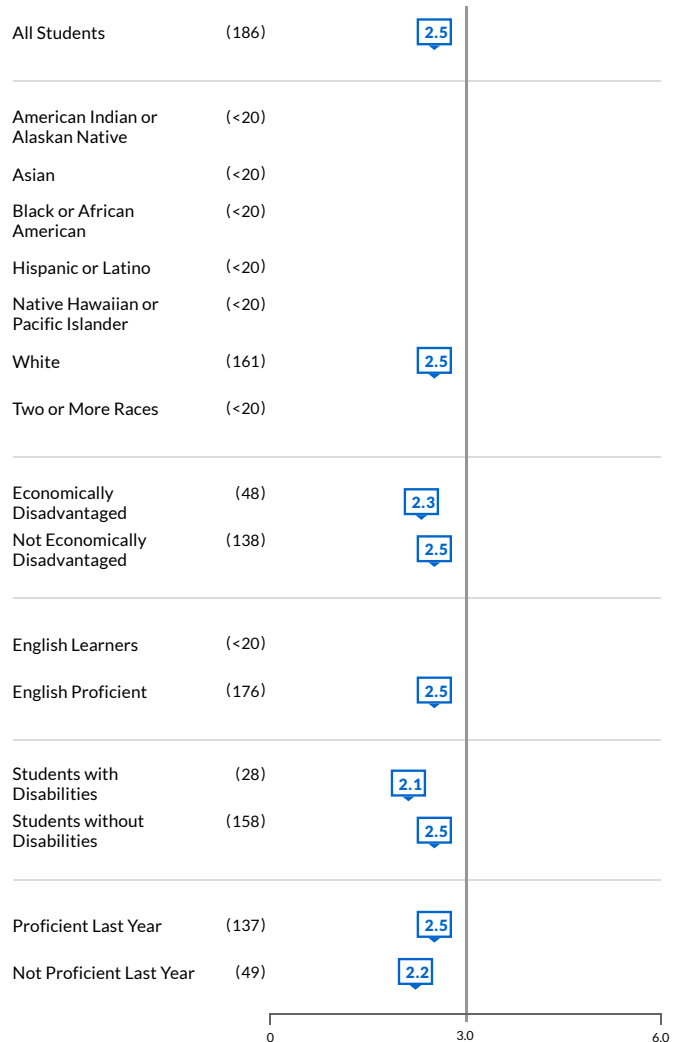 All Students (186) 2.5
American Indian or (<20)
Alaskan Native
Asian (<20)
Black or African (<20)
American
Hispanic or Latino (<20)
Native Hawaiian or (<20)
Pacific Islander
White (161) 2.5
Two or More Races (<20)
Economically (48) 2.3
Disadvantaged
Not Economically (138) 2.5
Disadvantaged
English Learners (<20)
English Proficient (176) 2.5
Students with (28) 2.1
Disabilities
Students without (158) 2.5
Disabilities
Proficient Last Year (137) 2.5
Not Proficient Last Year (49) 2.2
0 3.0 6.0